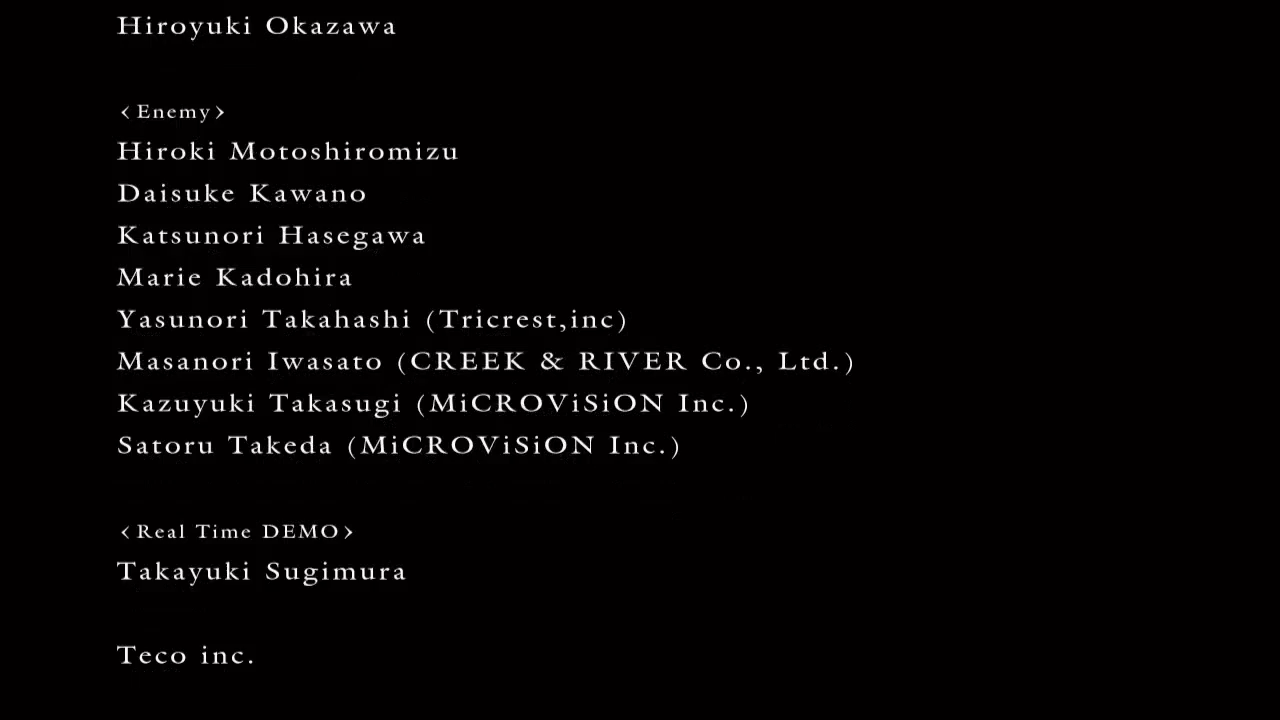 Hiroyuki Okazawa
<Enemy>
Hiroki Motoshiromizu
Daisuke Kawano
Katsunori Hasegawa
Marie Kadohira
Yasunori Takahashi (Tricrest,inc)
Masanori Iwasato (CREEK & RIVER Co., Ltd.)
Kazuyuki Takasugi (MiCROViSiON Inc.)
Satoru Takeda (MiCROViSiON Inc.)
<Real Time DEMO>
Takayuki Sugimura
Teco inc.